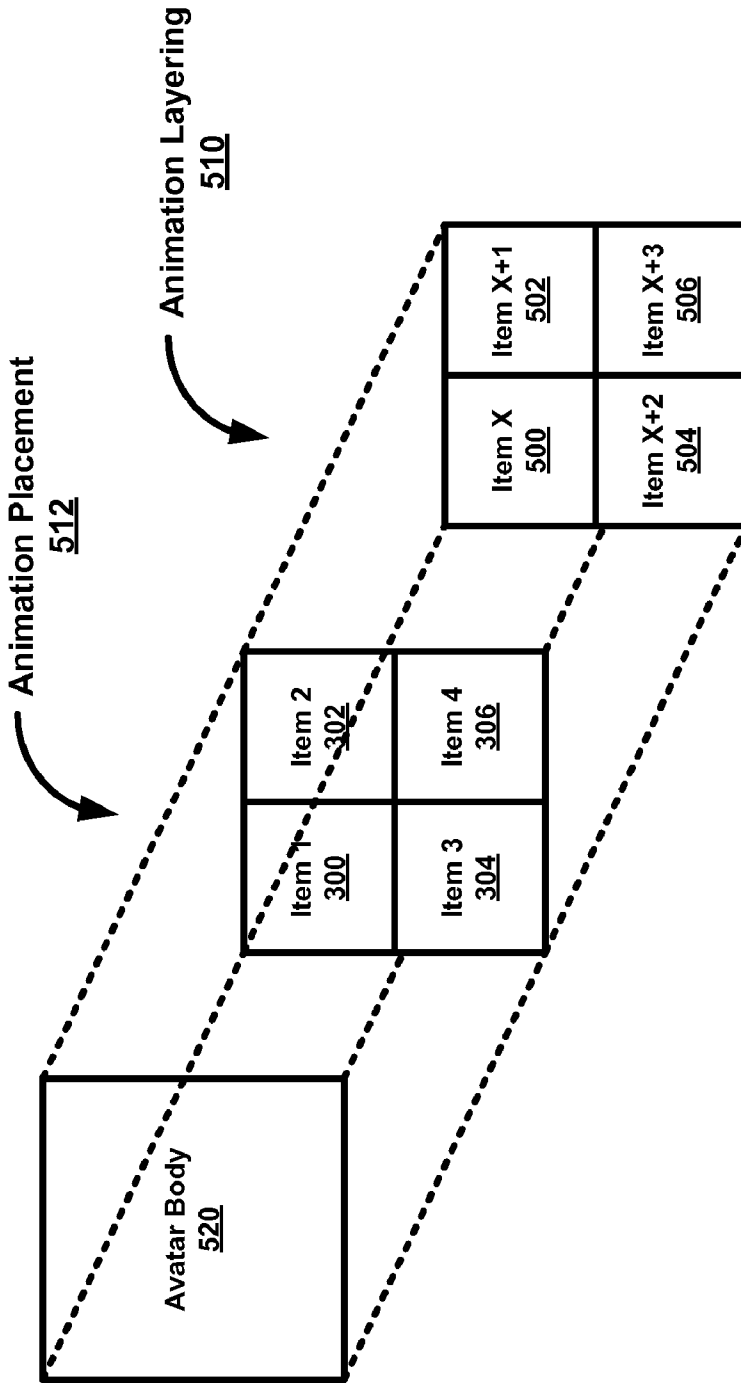 Animation Placement
512
Animation Layering
510
Avatar Body
520
Item 1
300
Item 2
302
Item 3
304
Item 4
306
Item X
500
Item X+1
502
Item X+2
504
Item X+3
506